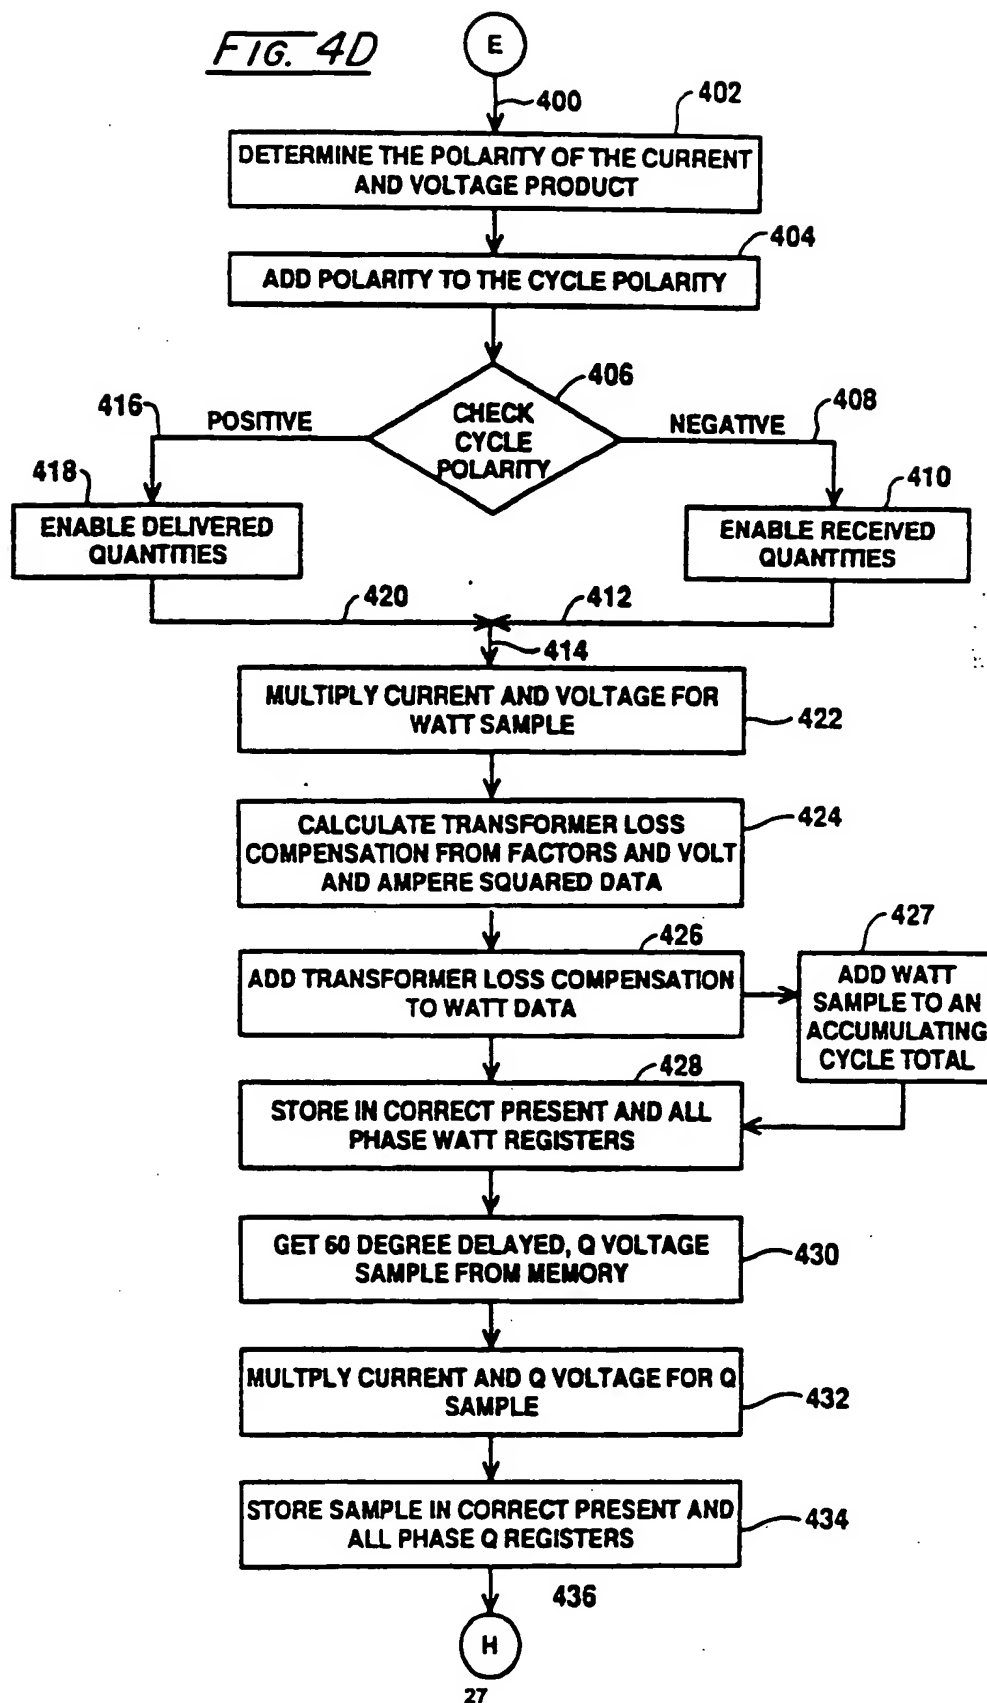 FIG. 4D
E
400
402
DETERMINE THE POLARITY OF THE CURRENT
AND VOLTAGE PRODUCT
404
ADD POLARITY TO THE CYCLE POLARITY
406
CHECK
CYCLE
POLARITY
416
POSITIVE
NEGATIVE
408
418
ENABLE DELIVERED
QUANTITIES
410
ENABLE RECEIVED
QUANTITIES
420
412
414
MULTIPLY CURRENT AND VOLTAGE FOR
WATT SAMPLE
422
CALCULATE TRANSFORMER LOSS
COMPENSATION FROM FACTORS AND VOLT
AND AMPERE SQUARED DATA
424
426
ADD TRANSFORMER LOSS COMPENSATION
TO WATT DATA
427
ADD WATT
SAMPLE TO AN
ACCUMULATING
CYCLE TOTAL
428
STORE IN CORRECT PRESENT AND ALL
PHASE WATT REGISTERS
GET 60 DEGREE DELAYED, Q VOLTAGE
SAMPLE FROM MEMORY
430
MULTPLY CURRENT AND Q VOLTAGE FOR Q
SAMPLE
432
STORE SAMPLE IN CORRECT PRESENT AND
ALL PHASE Q REGISTERS
434
436
H
27